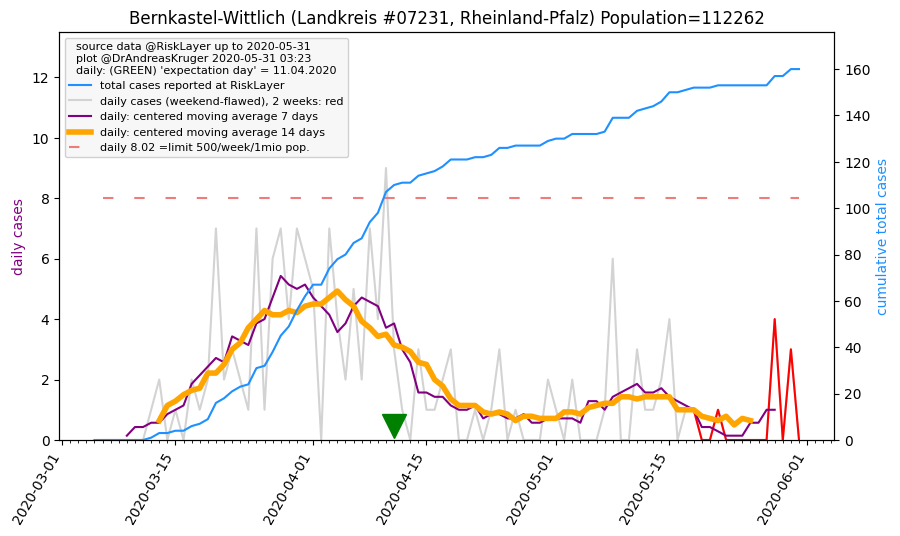 Bernkastel-Wittlich (Landkreis #07231, Rheinland-Pfalz) Population=112262
source data @RiskLayer up to 2020-05-31
plot @DrAndreasKruger 2020-05-31 03:23
daily: (GREEN) 'expectation day' = 11.04.2020
total cases reported at RiskLayer
daily cases (weekend-flawed), 2 weeks: red
daily: centered moving average 7 days
daily: centered moving average 14 days
daily 8.02 =limit 500/week/1mio pop.
daily cases
12
10
8
6
4
2
0
160
140
120
100
80
60
40
20
0
cumulative total cases
2020-03-01
2020-03-15
2020-04-01
2020-04-15
2020-05-01
2020-05-15
2020-06-01